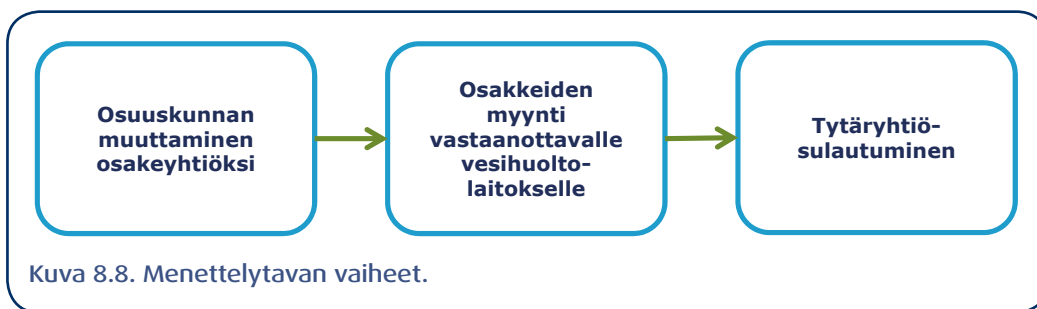 Osuuskunnan
muuttaminen
osakeyhtiöksi
Osakkeiden
myynti
vastaanottavalle
vesihuolto-
laitokselle
Tytäryhtiö-
sulautuminen
Kuva 8.8. Menettelytavan vaiheet.